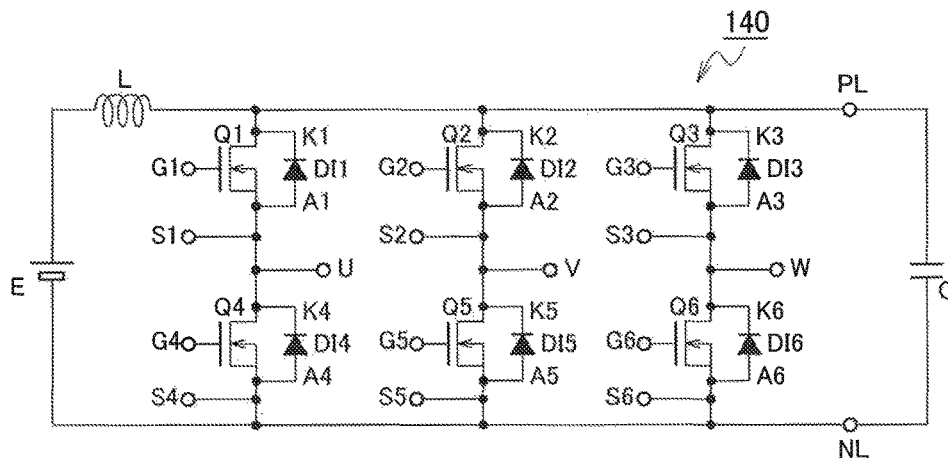 140
L PL
Q1 K1 Q2 K2 Q3 K3
G1 DI1 G2 DI2 G3 DI3
A1 A2 A3
S1 S2 S3
E U V W C
Q4 K4 Q5 K5 Q6 K6
G4 DI4 G5 DI5 G6 DI6
A4 A5 A6
S4 S5 S6
NL